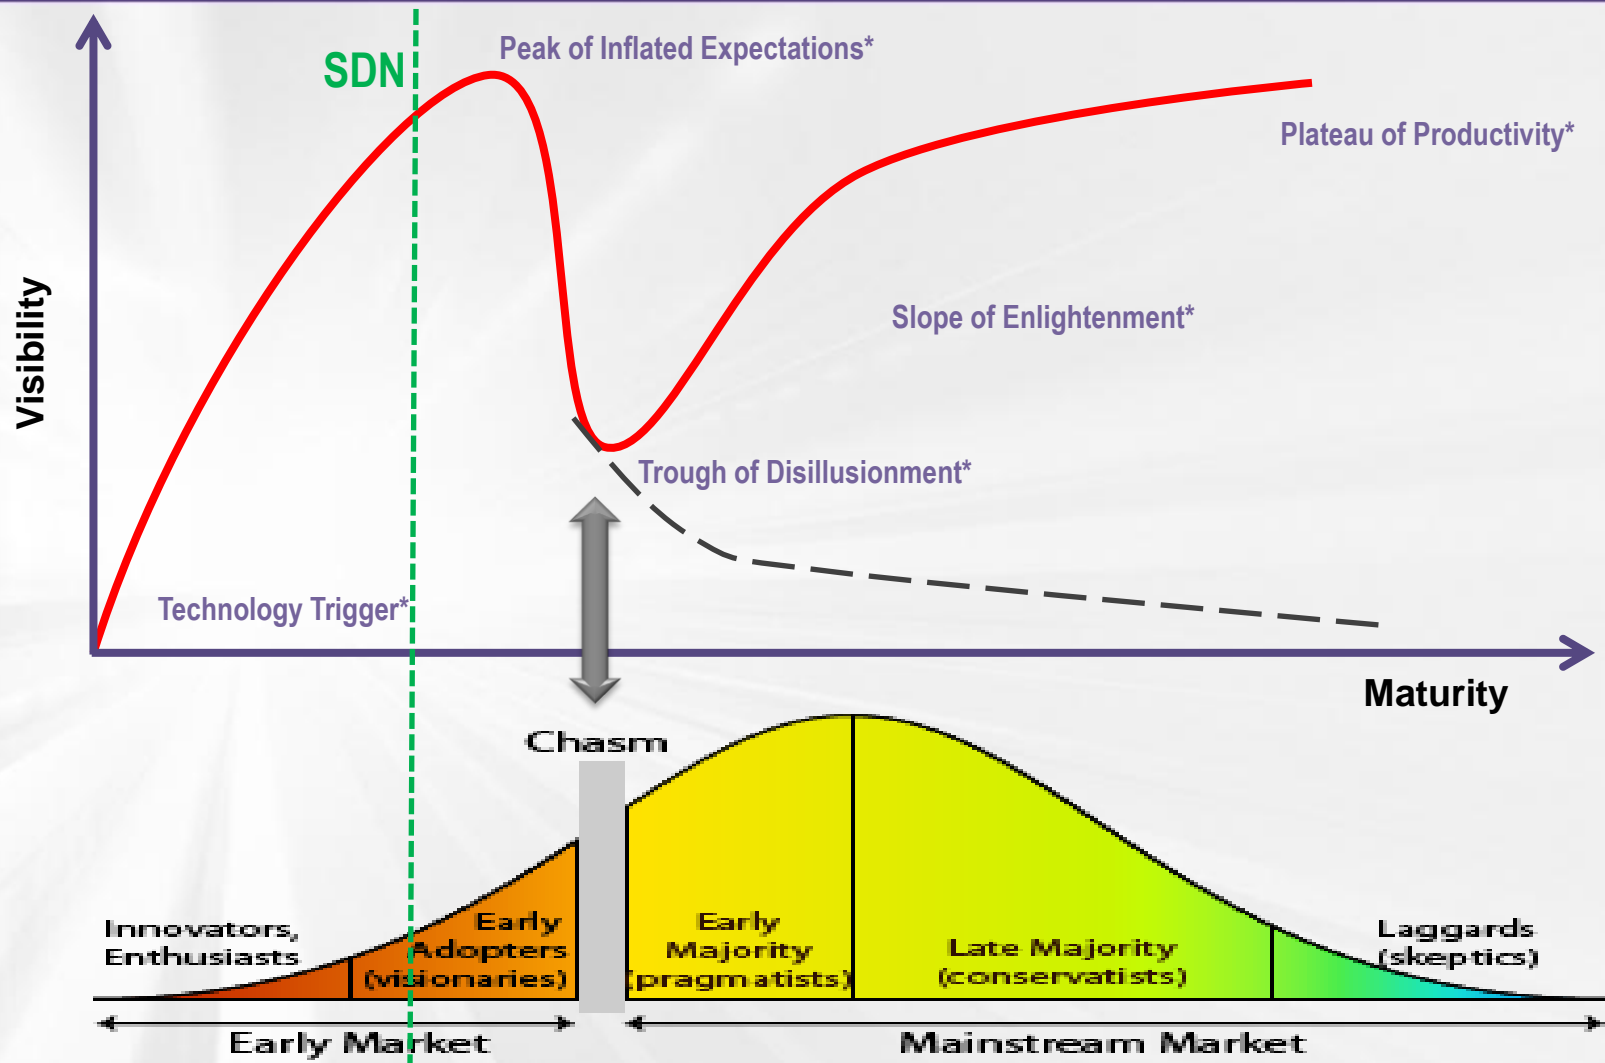 Peak of Inflated Expectations*
SDN
Plateau of Productivity*
Visibility
Slope of Enlightenment*
Trough of Disillusionment*
Technology Trigger*
Maturity
Chasm
Innovators,
Enthusiasts
Early
Adopters
(visionaries)
Early
Majority
(pragmatists)
Late Majority
(conservatists)
Laggards
(skeptics)
Early Market
Mainstream Market